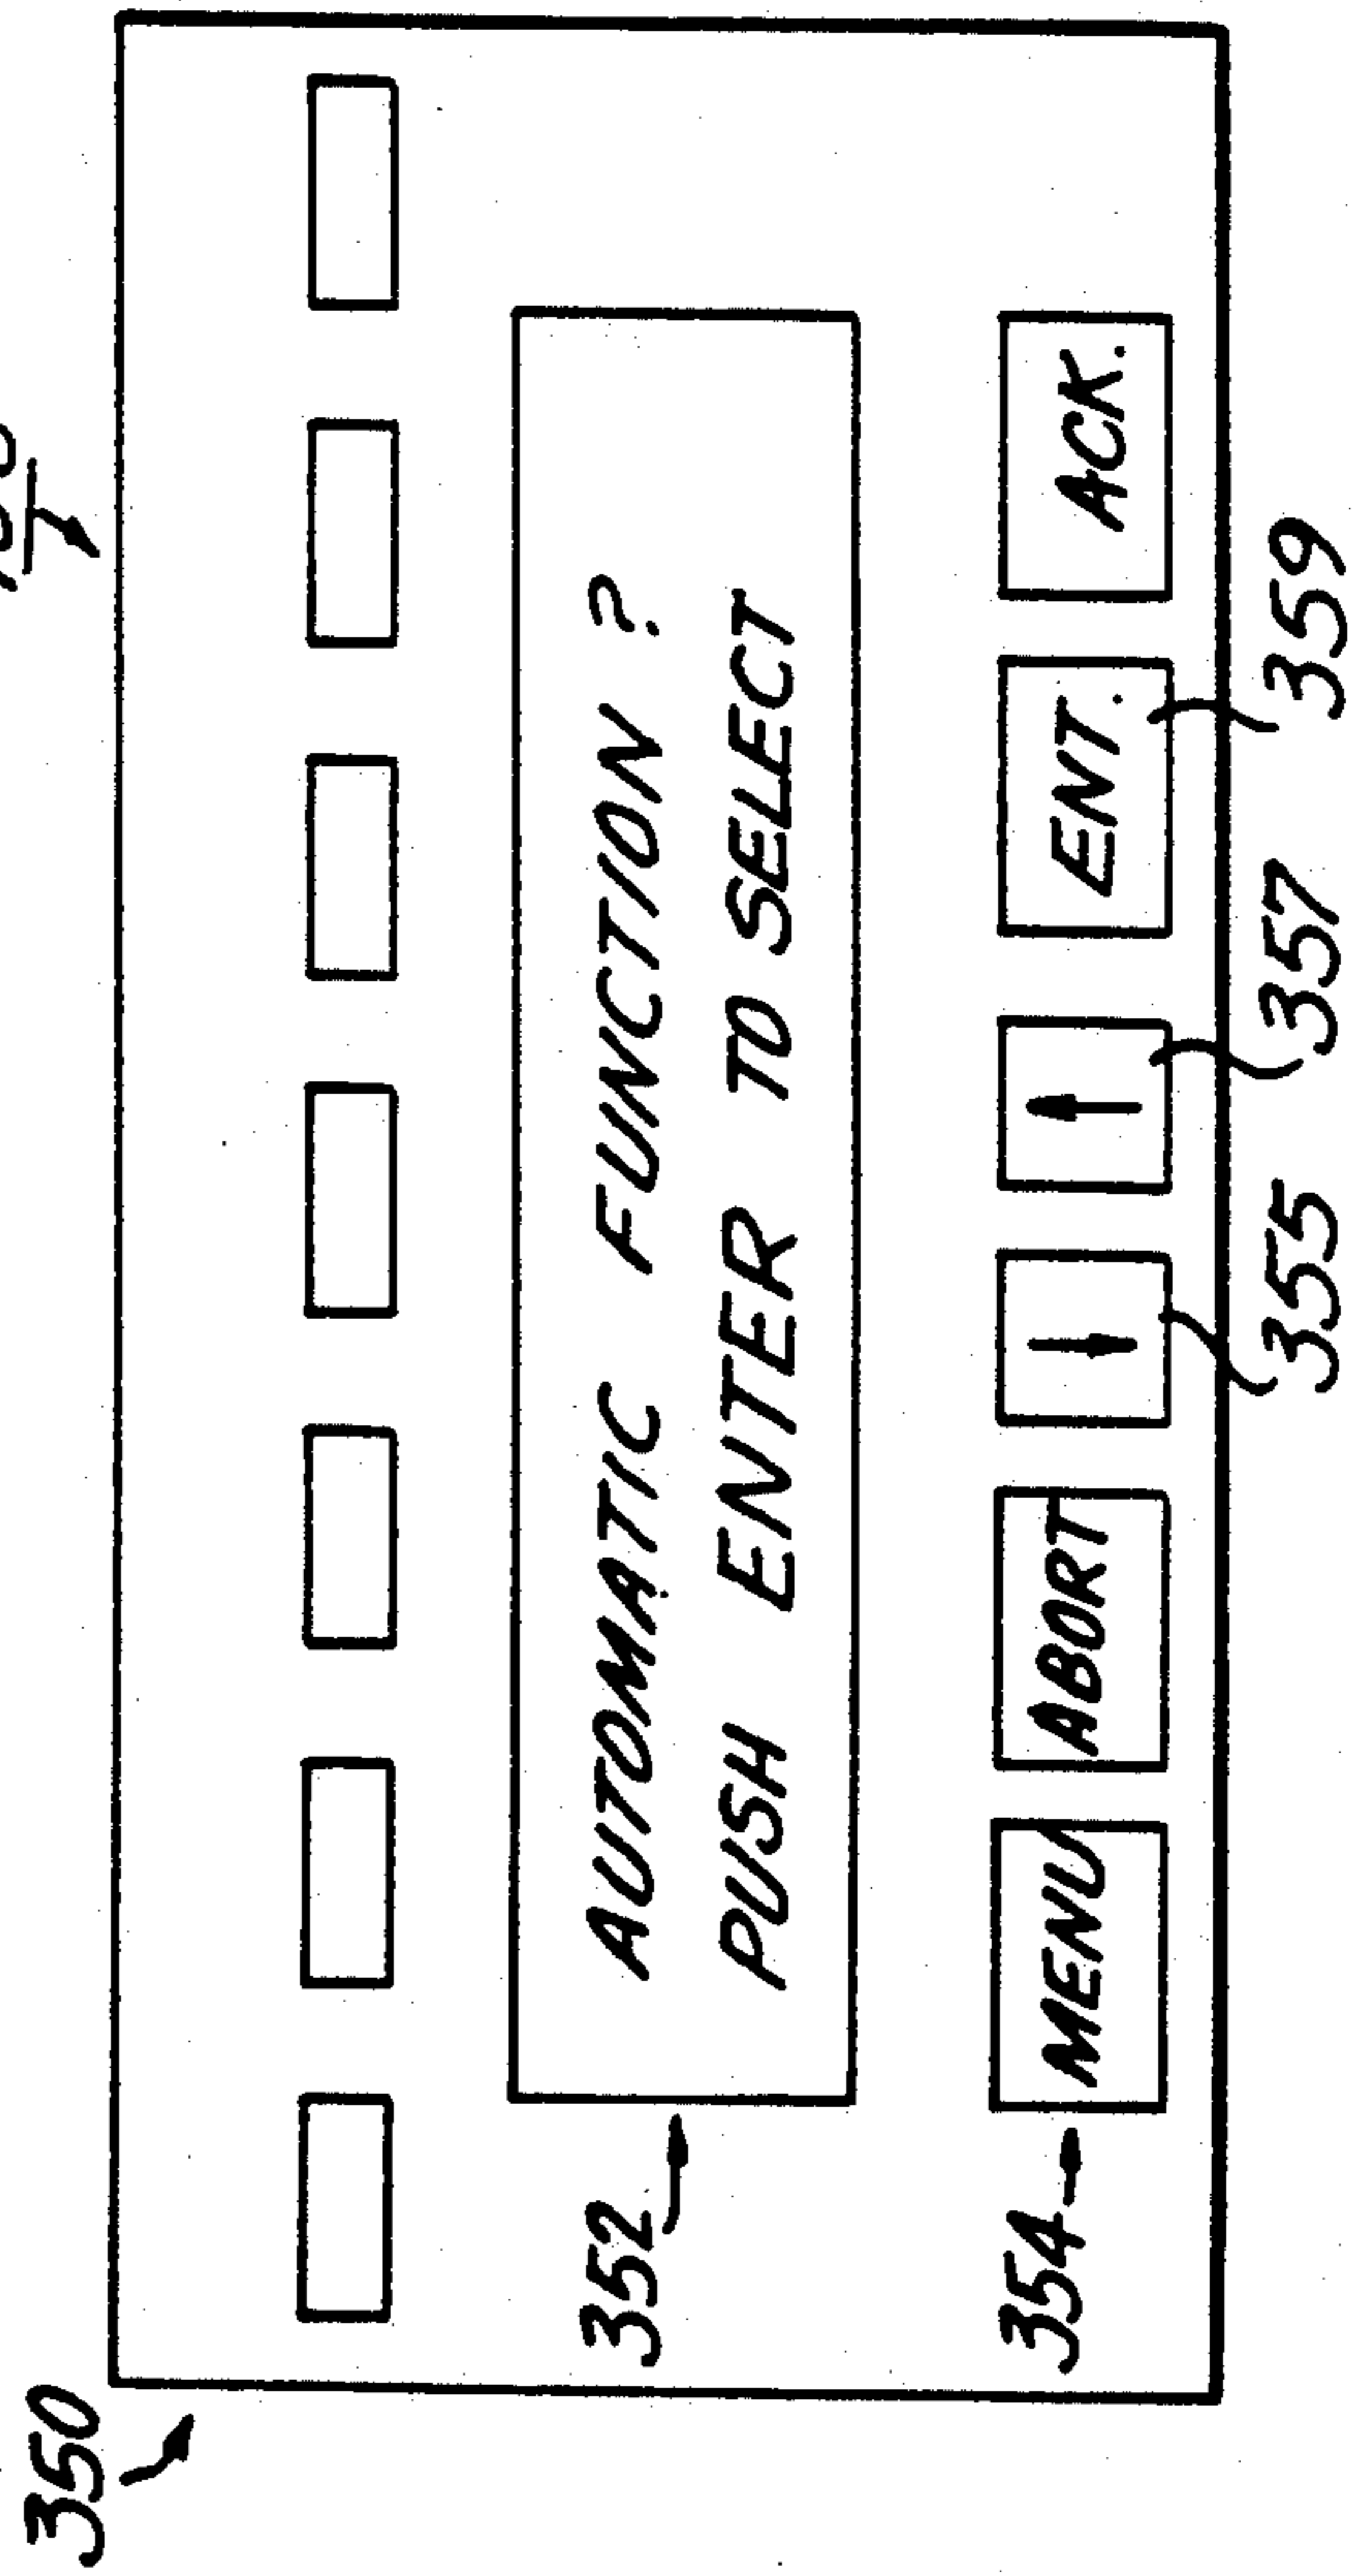 350
352
AUTOMATIC FUNCTION ?
PUSH ENTER TO SELECT
354
MENU ABORT ↓ ↑ ENT. ACK.
355 357 359